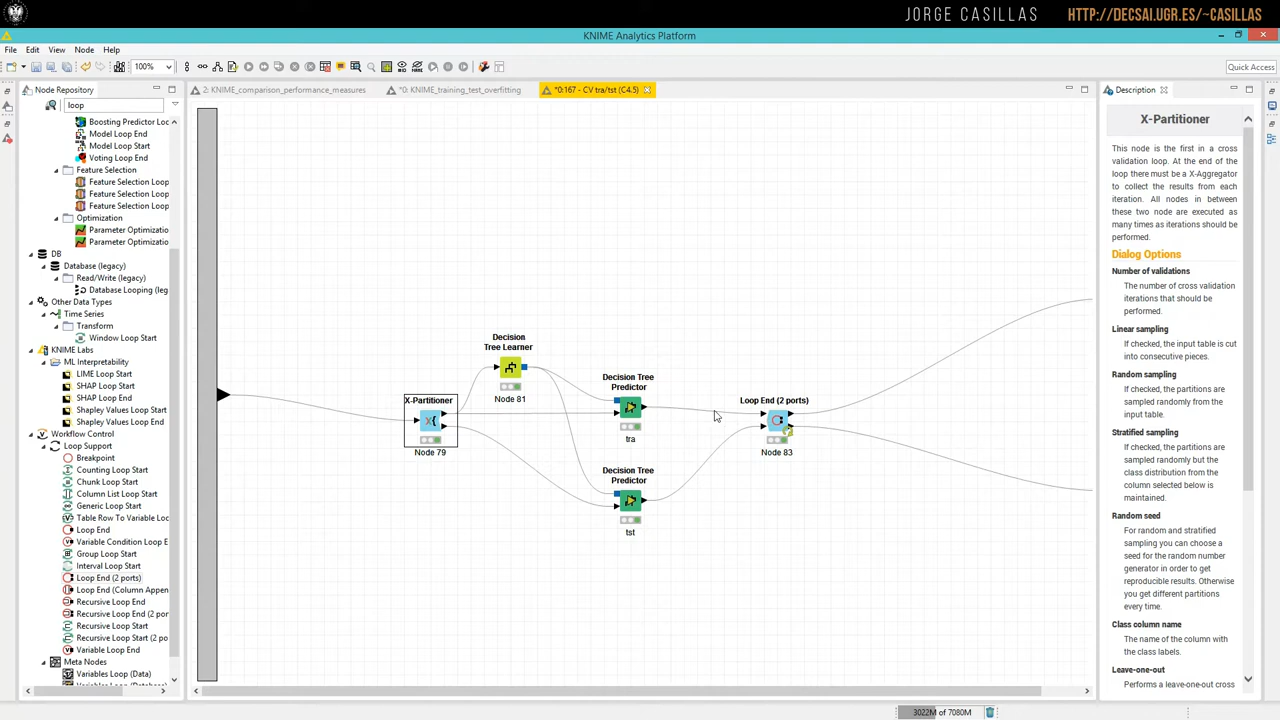 JORGE CASILLAS
HTTP://DECSAI.UGR.ES/~CASILLAS
KNIME Analytics Platform
File Edit View Node Help
100%
Quick Access
Node Repository
2: KNIME_comparison_performance_measures
*0: KNIME_training_test_overfitting
*0:167 - CV tra/tst (C4.5)
Description
loop
Boosting Predictor Loo
Model Loop End
Model Loop Start
Voting Loop End
Feature Selection
Feature Selection Loop
Feature Selection Loop
Feature Selection Loop
Optimization
Parameter Optimizatio
Parameter Optimizatio
DB
Database (legacy)
Read/Write (legacy)
Database Looping (leg
Other Data Types
Time Series
Transform
Window Loop Start
KNIME Labs
ML Interpretability
LIME Loop Start
SHAP Loop Start
SHAP Loop End
Shapley Values Loop Start
Shapley Values Loop End
Workflow Control
Loop Support
Breakpoint
Counting Loop Start
Chunk Loop Start
Column List Loop Start
Generic Loop Start
Table Row To Variable Lo
Loop End
Variable Condition Loop E
Group Loop Start
Interval Loop Start
Loop End (2 ports)
Loop End (Column Appen
Recursive Loop End
Recursive Loop End (2 por
Recursive Loop Start
Recursive Loop Start (2 po
Variable Loop End
Meta Nodes
Variables Loop (Data)
Variables Loop (Database)
X-Partitioner
Node 79
Decision
Tree Learner
Node 81
Decision Tree
Predictor
tra
Decision Tree
Predictor
tst
Loop End (2 ports)
Node 83
X-Partitioner
This node is the first in a cross
validation loop. At the end of the
loop there must be a X-Aggregator
to collect the results from each
iteration. All nodes in between
these two node are executed as
many times as iterations should be
performed.
Dialog Options
Number of validations
The number of cross validation
iterations that should be
performed.
Linear sampling
If checked, the input table is cut
into consecutive pieces.
Random sampling
If checked, the partitions are
sampled randomly from the
input table.
Stratified sampling
If checked, the partitions are
sampled randomly but the
class distribution from the
column selected below is
maintained.
Random seed
For random and stratified
sampling you can choose a
seed for the random number
generator in order to get
reproducible results. Otherwise
you get different partitions
every time.
Class column name
The name of the column with
the class labels.
Leave-one-out
Performs a leave-one-out cross
3022M of 7080M